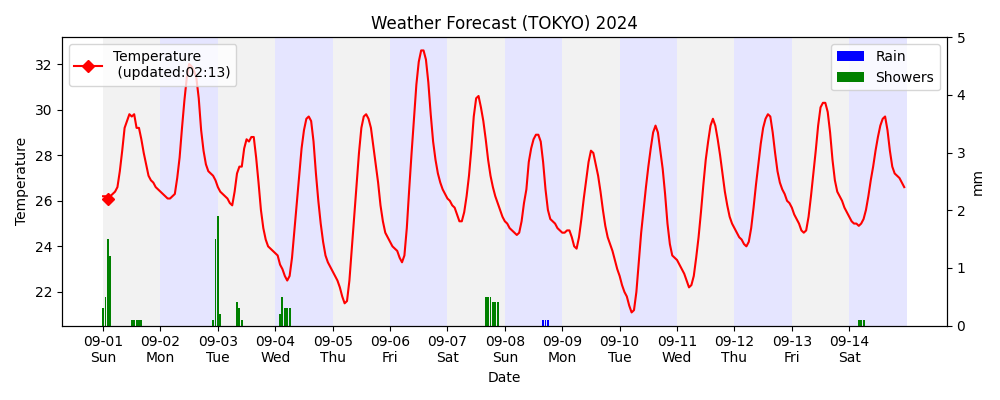 Weather Forecast (TOKYO) 2024
Temperature
(updated:02:13)
Rain
Showers
Temperature
32
30
28
26
24
22
5
4
3
2
1
0
mm
09-01 09-02 09-03 09-04 09-05 09-06 09-07 09-08 09-09 09-10 09-11 09-12 09-13 09-14
Sun Mon Tue Wed Thu Fri Sat Sun Mon Tue Wed Thu Fri Sat
Date